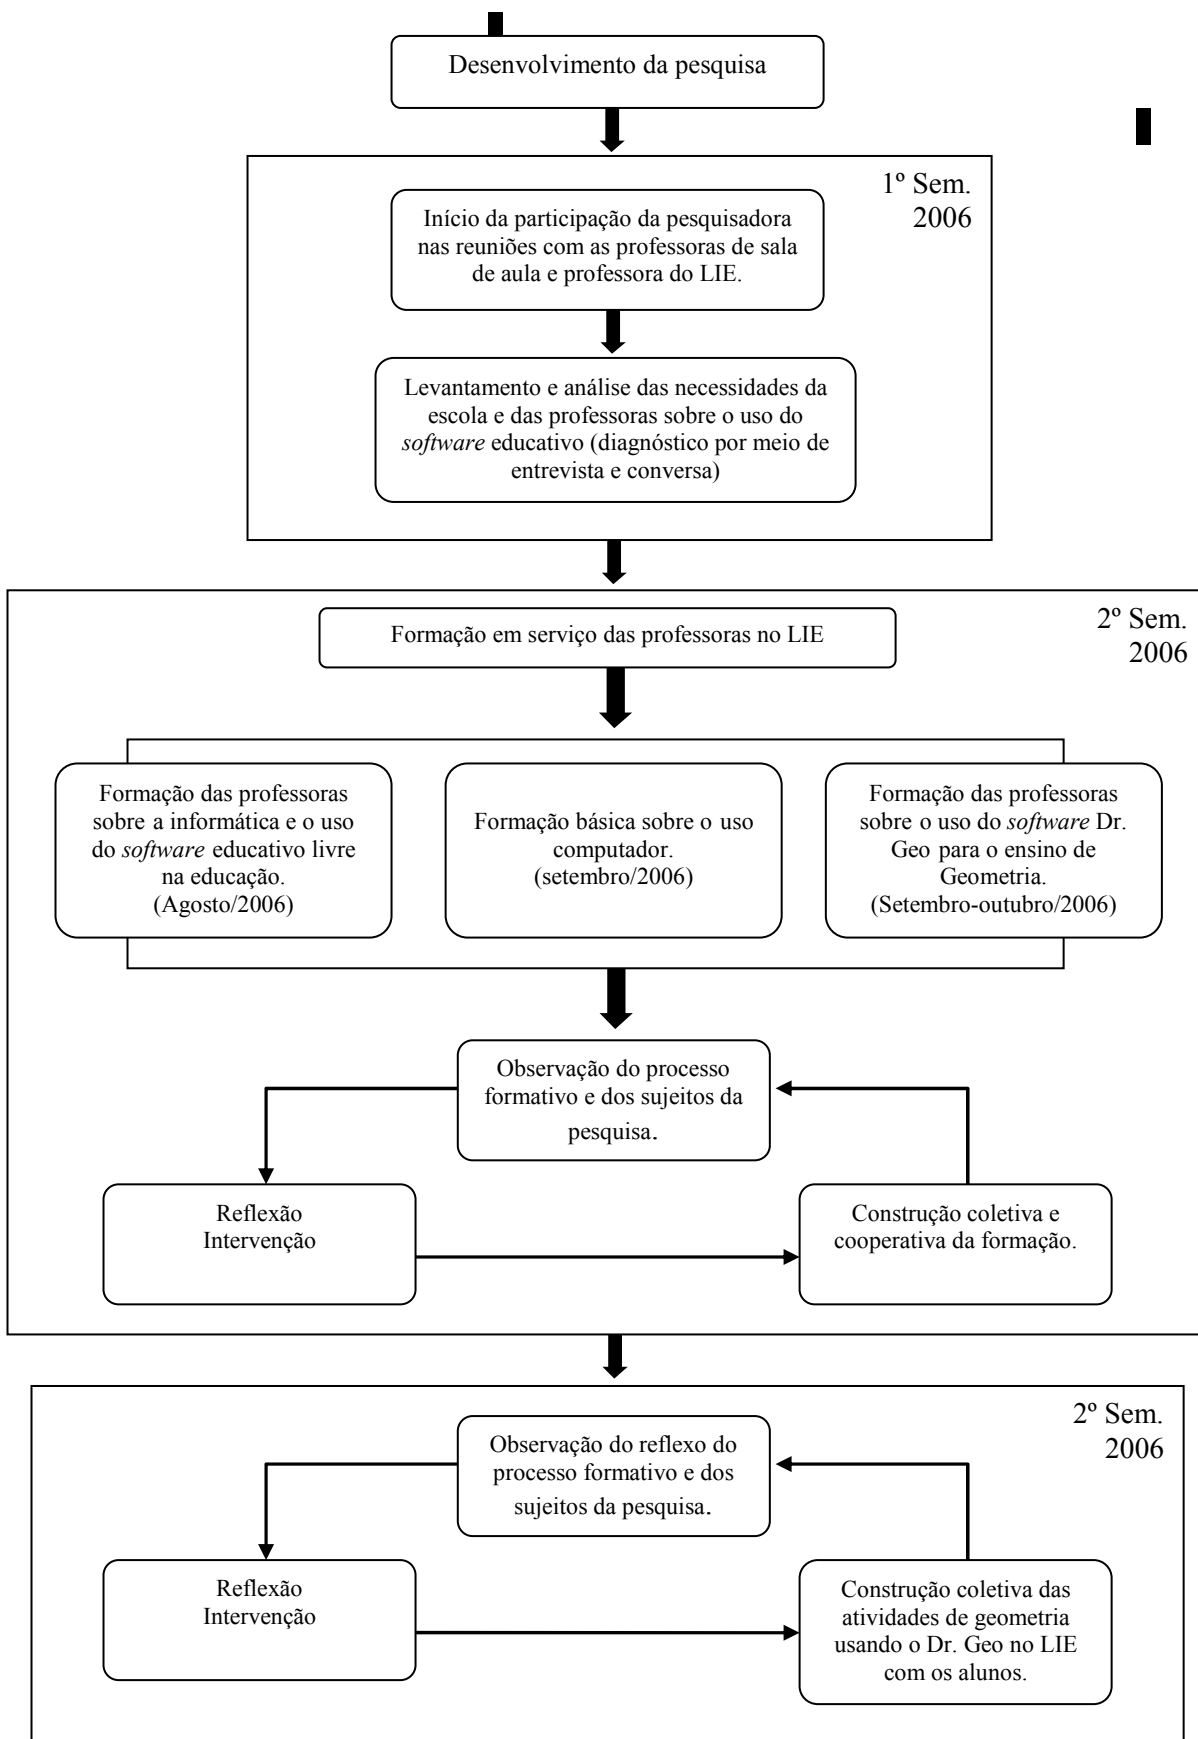 Desenvolvimento da pesquisa
1º Sem.
2006
Início da participação da pesquisadora
nas reuniões com as professoras de sala
de aula e professora do LIE.
Levantamento e análise das necessidades da
escola e das professoras sobre o uso do
software educativo (diagnóstico por meio de
entrevista e conversa)
2º Sem.
2006
Formação em serviço das professoras no LIE
Formação das professoras
sobre a informática e o uso
do software educativo livre
na educação.
(Agosto/2006)
Formação básica sobre o uso
computador.
(setembro/2006)
Formação das professoras
sobre o uso do software Dr.
Geo para o ensino de
Geometria.
(Setembro-outubro/2006)
Observação do processo
formativo e dos sujeitos da
pesquisa.
Reflexão
Intervenção
Construção coletiva e
cooperativa da formação.
2º Sem.
2006
Observação do reflexo do
processo formativo e dos
sujeitos da pesquisa.
Reflexão
Intervenção
Construção coletiva das
atividades de geometria
usando o Dr. Geo no LIE
com os alunos.